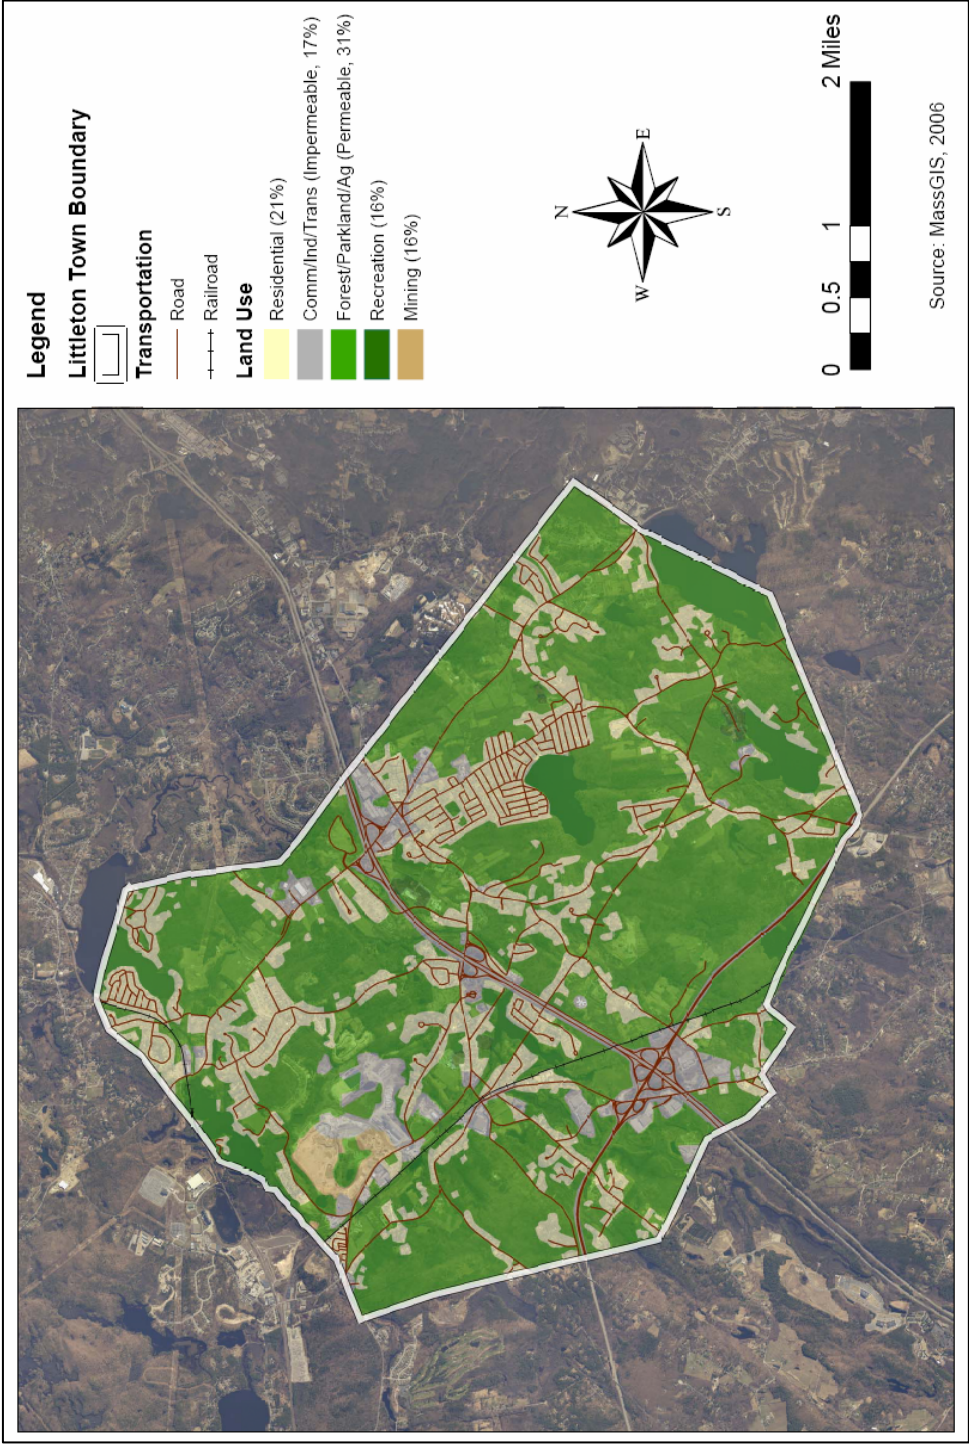 Legend
Littleton Town Boundary
Transportation
Road
Railroad
Land Use
Residential (21%)
Comm/Ind/Trans (Impermeable, 17%)
Forest/Parkland/Ag (Permeable, 31%)
Recreation (16%)
Mining (16%)
N
W
E
S
0 0.5 1 2 Miles
Source: MassGIS, 2006